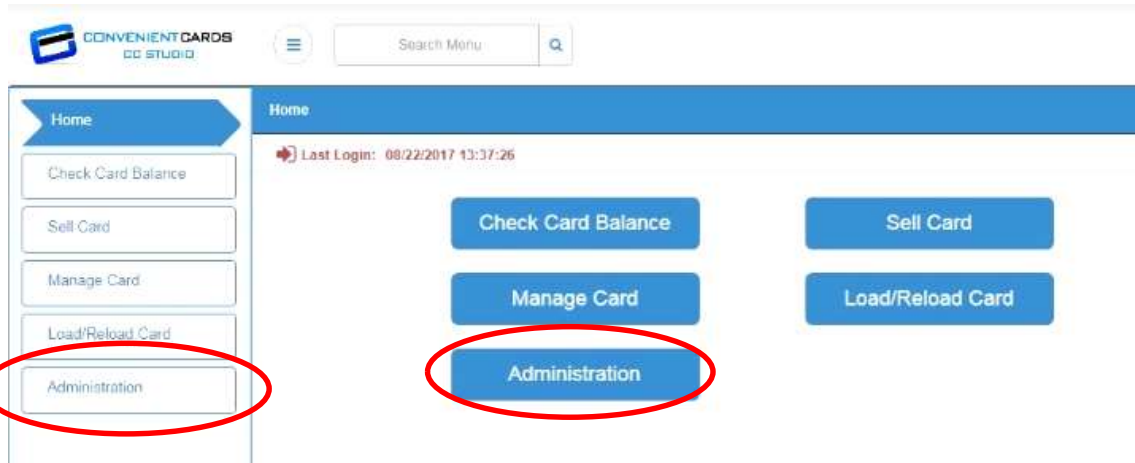 CONVENIENTCARDS
CC STUDIO
Search Menu
Home
Home
Last Login: 08/22/2017 13:37:26
Check Card Balance
Sell Card
Manage Card
Load/Reload Card
Administration
Check Card Balance
Sell Card
Manage Card
Load/Reload Card
Administration